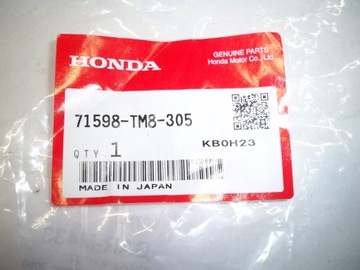 GENUINE PARTS
HONDA
Honda Motor Co., Ltd.
71598-TM8-305
QTY 1
KB0H23
MADE IN JAPAN